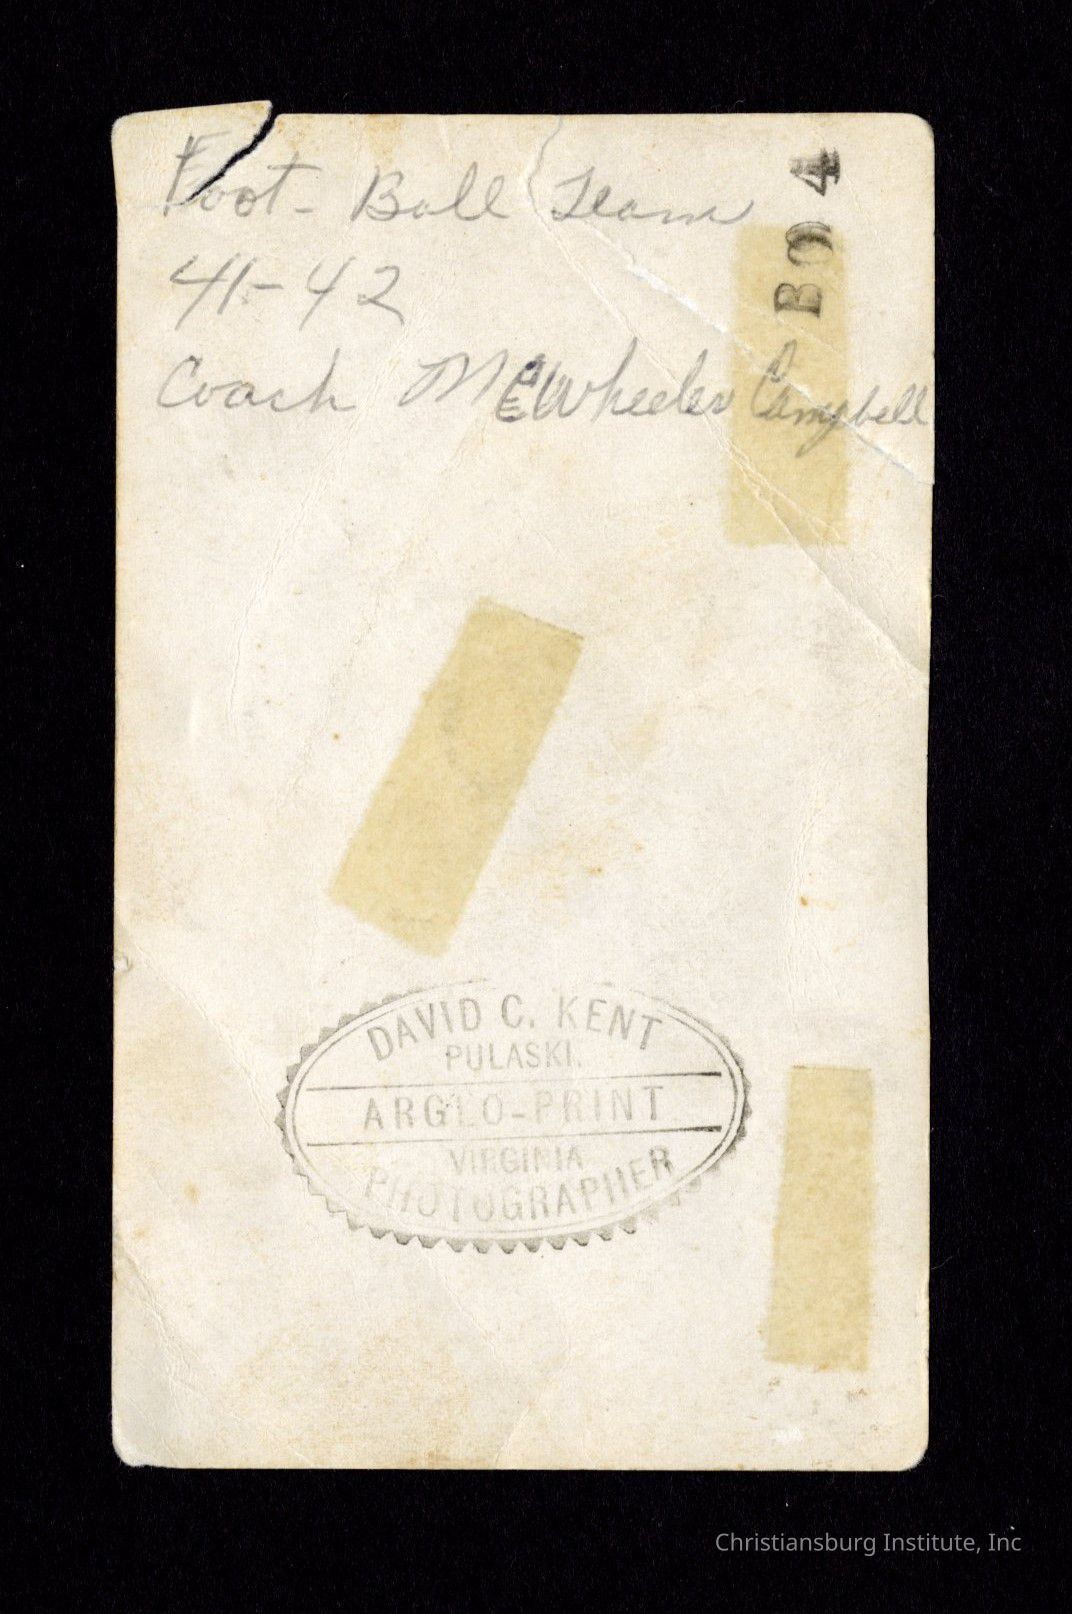 Foot-Ball Team
41-42
Coach Mc Wheeler Campbell
B04
DAVID C. KENT
PULASKI.
ARGLO-PRINT
VIRGINIA
PHOTOGRAPHER
Christiansburg Institute, Inc